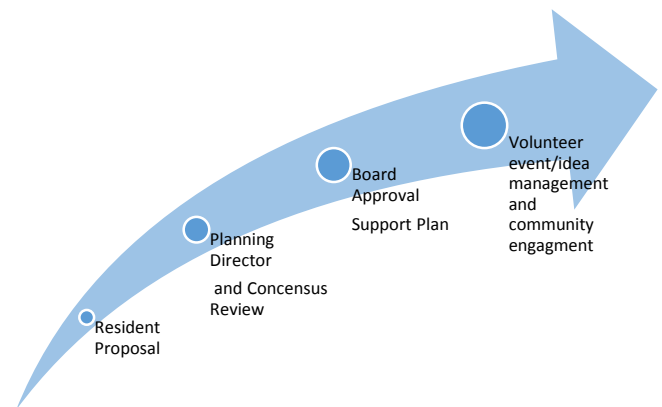 Resident
Proposal
Planning
Director
and Concensus
Review
Board
Approval
Support Plan
Volunteer
event/idea
management
and
community
engagment